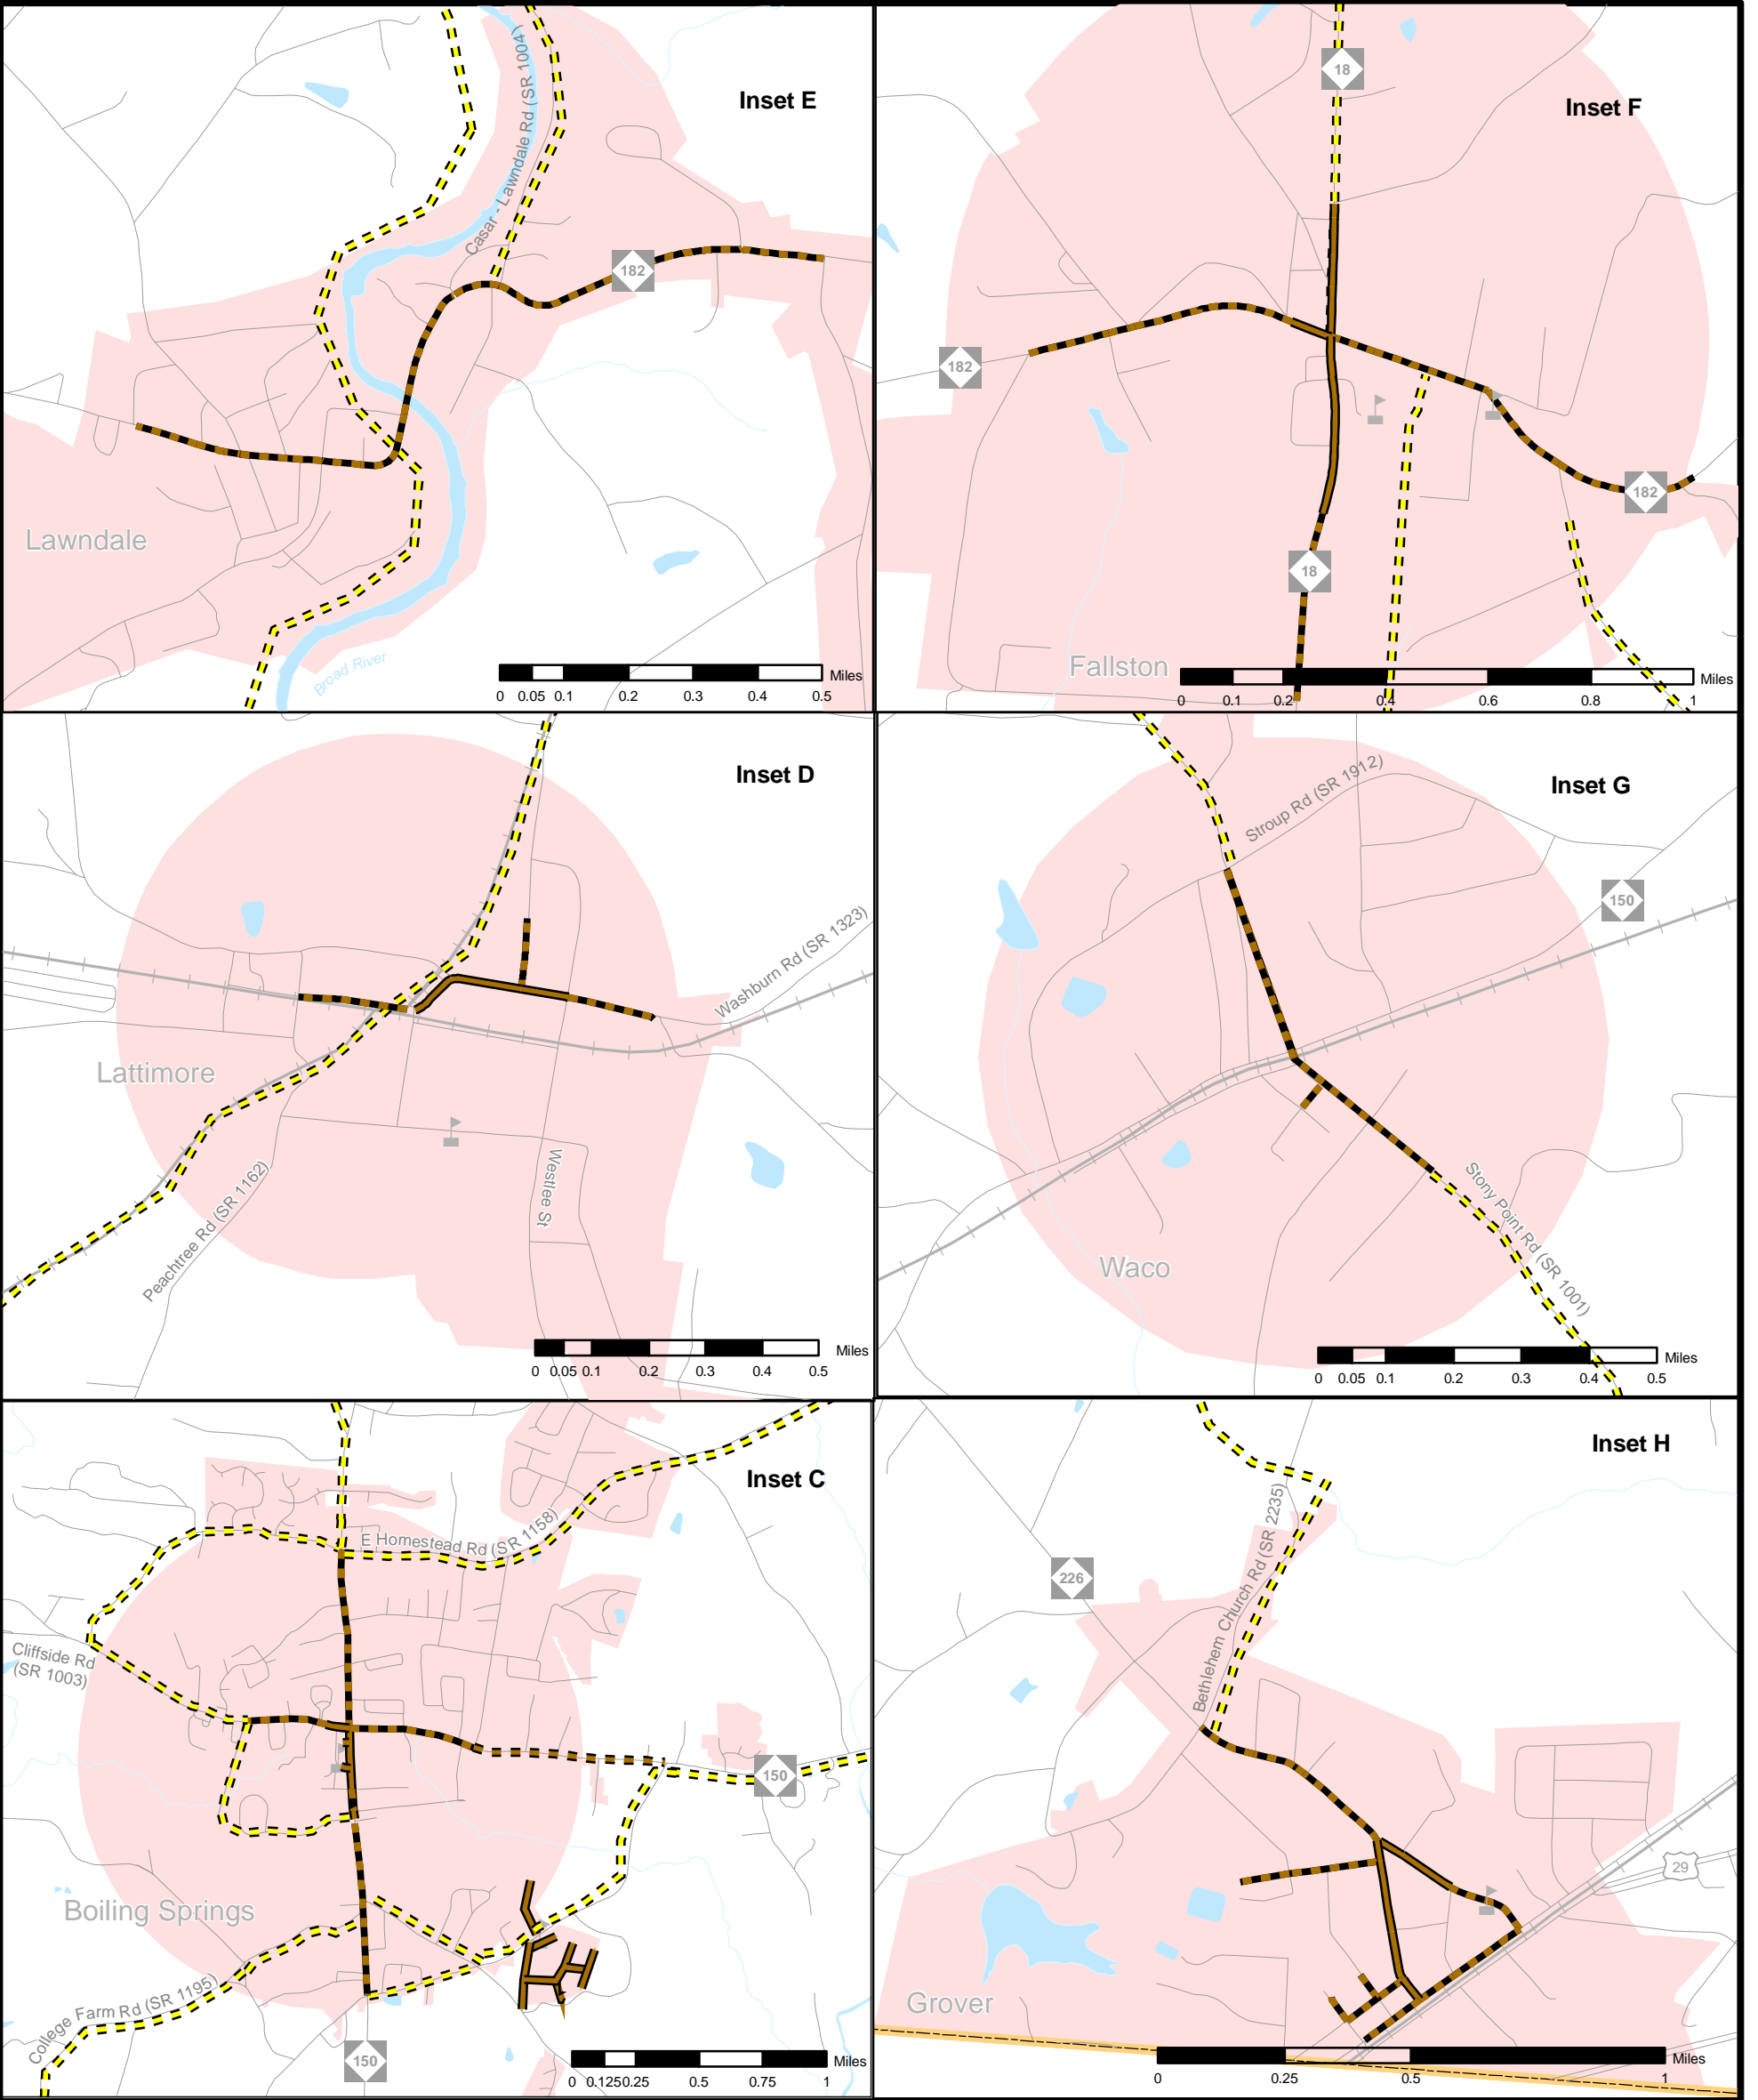 Inset E
Casar - Lawndale Rd (SR 1004)
182
Lawndale
Broad River
Miles
0 0.05 0.1 0.2 0.3 0.4 0.5
Inset F
18
182
182
18
Fallston
Miles
0 0.1 0.2 0.4 0.6 0.8 1
Inset D
Washburn Rd (SR 1323)
Lattimore
Westlee St
Peachtree Rd (SR 1162)
Miles
0 0.05 0.1 0.2 0.3 0.4 0.5
Inset G
Stroup Rd (SR 1912)
150
Stony Point Rd (SR 1001)
Waco
Miles
0 0.05 0.1 0.2 0.3 0.4 0.5
Inset C
E Homestead Rd (SR 1158)
Cliffside Rd
(SR 1003)
150
Boiling Springs
College Farm Rd (SR 1195)
150
Miles
0 0.125 0.25 0.5 0.75 1
Inset H
Bethlehem Church Rd (SR 2235)
226
29
Grover
Miles
0 0.25 0.5 1